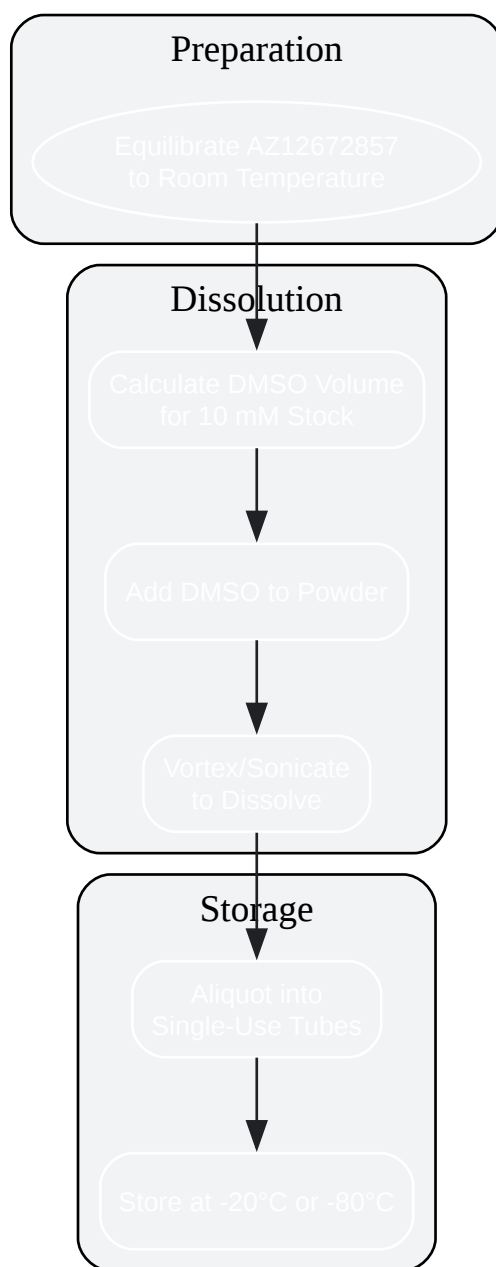 Preparation
Equilibrate AZ12672857
to Room Temperature
Dissolution
Calculate DMSO Volume
for 10 mM Stock
Add DMSO to Powder
Vortex/Sonicate
to Dissolve
Storage
Aliquot into
Single-Use Tubes
Store at -20°C or -80°C